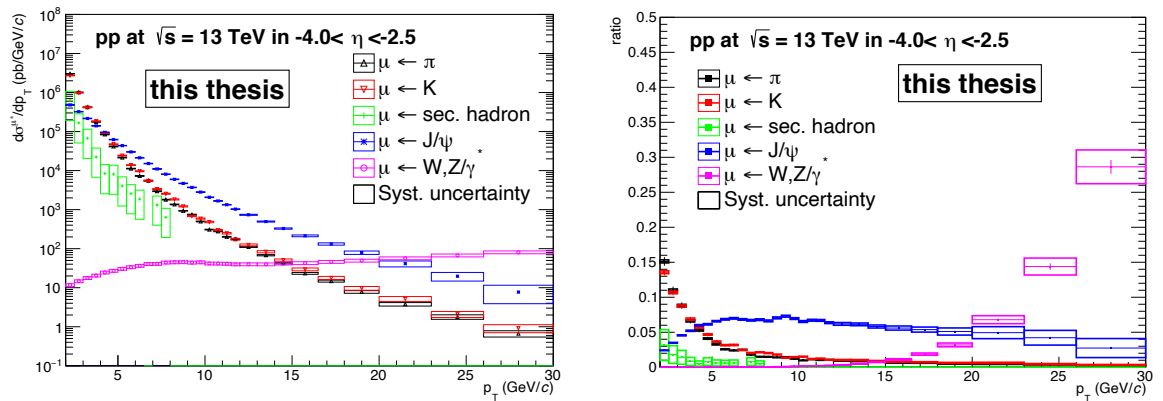 pp at √s = 13 TeV in -4.0< η <-2.5
this thesis
μ ← π
μ ← K
μ ← sec. hadron
μ ← J/ψ
μ ← W,Z/γ*
Syst. uncertainty
dσ^{μ±}/dp_T (pb/GeV/c)
10^8
10^7
10^6
10^5
10^4
10^3
10^2
10
1
10^{−1}
5 10 15 20 25 30
p_T (GeV/c)
pp at √s = 13 TeV in -4.0< η <-2.5
this thesis
μ ← π
μ ← K
μ ← sec. hadron
μ ← J/ψ
μ ← W,Z/γ*
Syst. uncertainty
ratio
0.5
0.45
0.4
0.35
0.3
0.25
0.2
0.15
0.1
0.05
0
5 10 15 20 25 30
p_T (GeV/c)